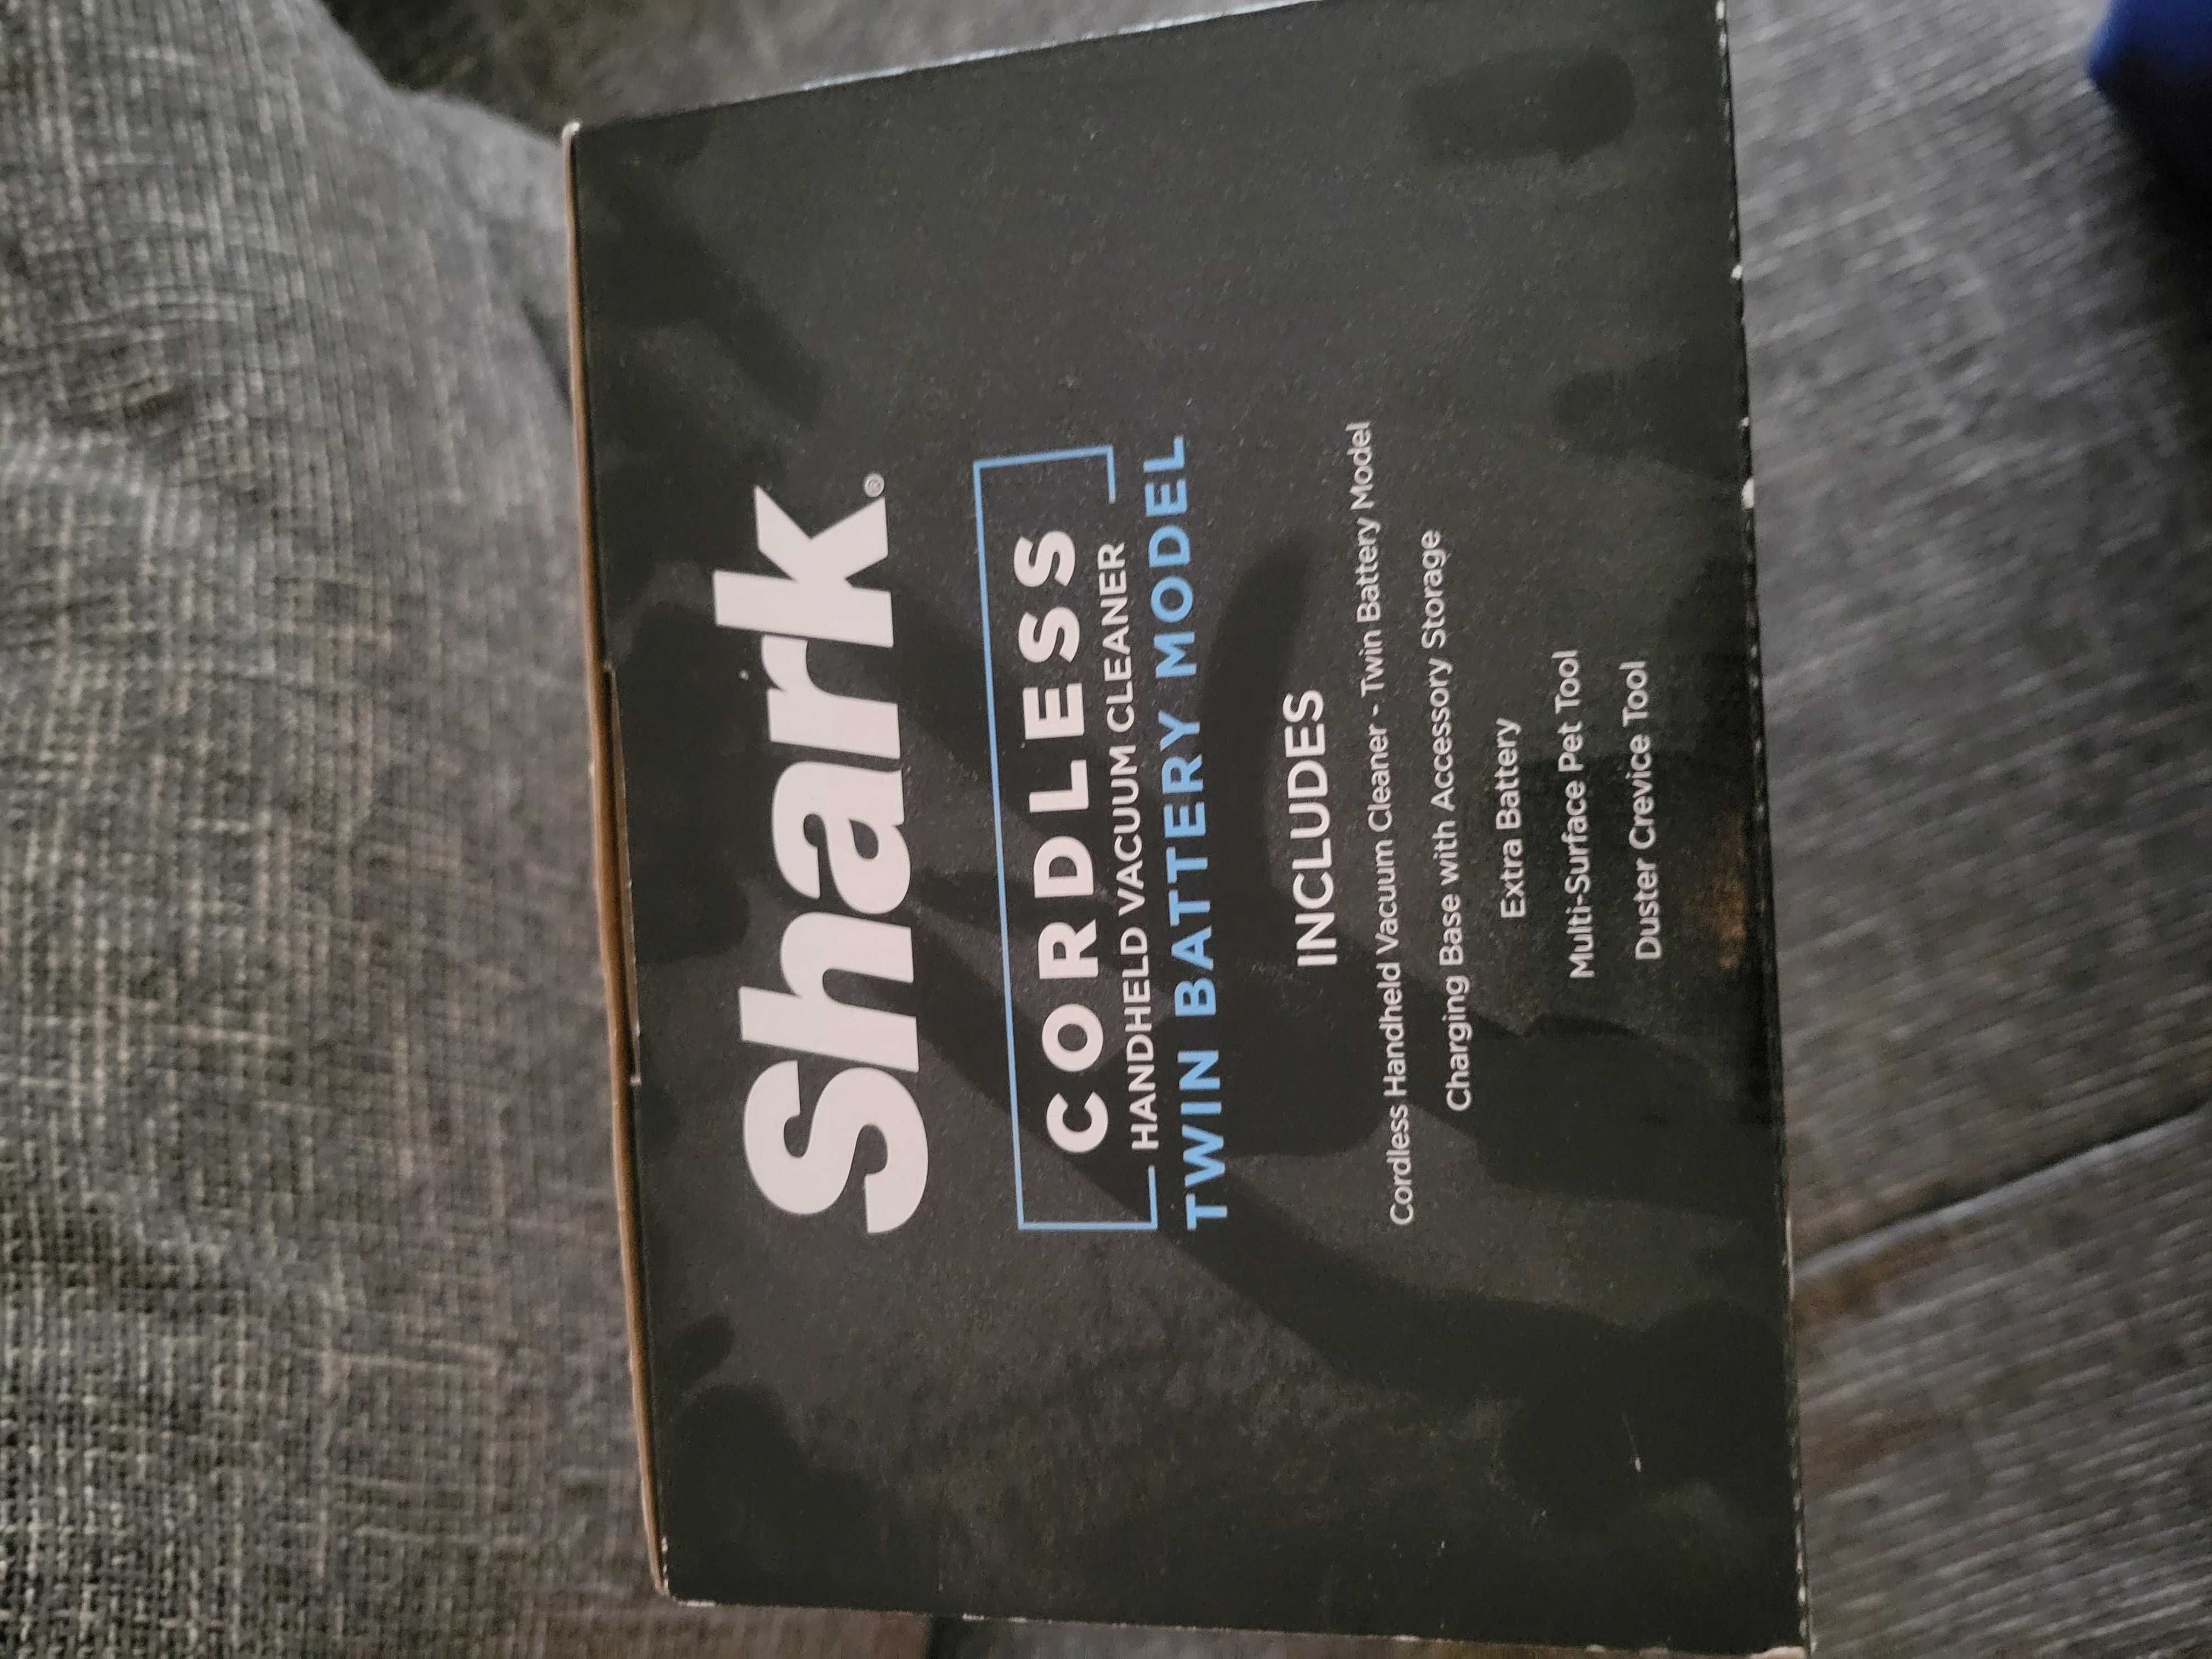 Shark®
CORDLESS
HANDHELD VACUUM CLEANER
TWIN BATTERY MODEL
INCLUDES
Cordless Handheld Vacuum Cleaner - Twin Battery Model
Charging Base with Accessory Storage
Extra Battery
Multi-Surface Pet Tool
Duster Crevice Tool